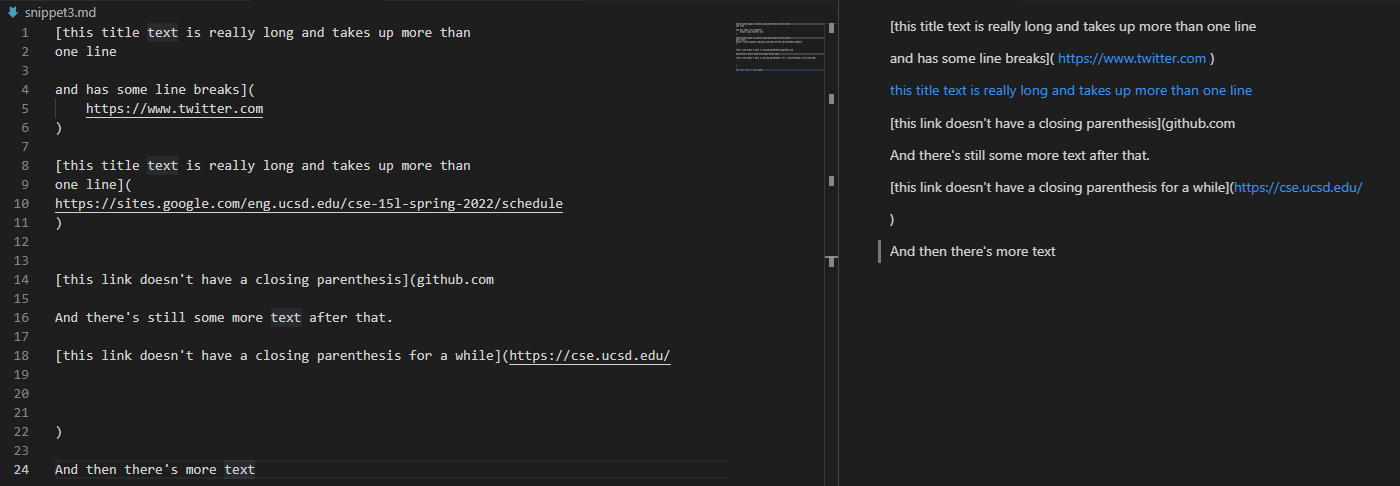 snippet3.md
1 [this title text is really long and takes up more than
2 one line
3
4 and has some line breaks](
5 https://www.twitter.com
6 )
7
8 [this title text is really long and takes up more than
9 one line](
10 https://sites.google.com/eng.ucsd.edu/cse-15l-spring-2022/schedule
11 )
12
13
14 [this link doesn't have a closing parenthesis](github.com
15
16 And there's still some more text after that.
17
18 [this link doesn't have a closing parenthesis for a while](https://cse.ucsd.edu/
19
20
21
22 )
23
24 And then there's more text
[this title text is really long and takes up more than one line
and has some line breaks]( https://www.twitter.com )
this title text is really long and takes up more than one line
[this link doesn't have a closing parenthesis](github.com
And there's still some more text after that.
[this link doesn't have a closing parenthesis for a while](https://cse.ucsd.edu/
)
And then there's more text